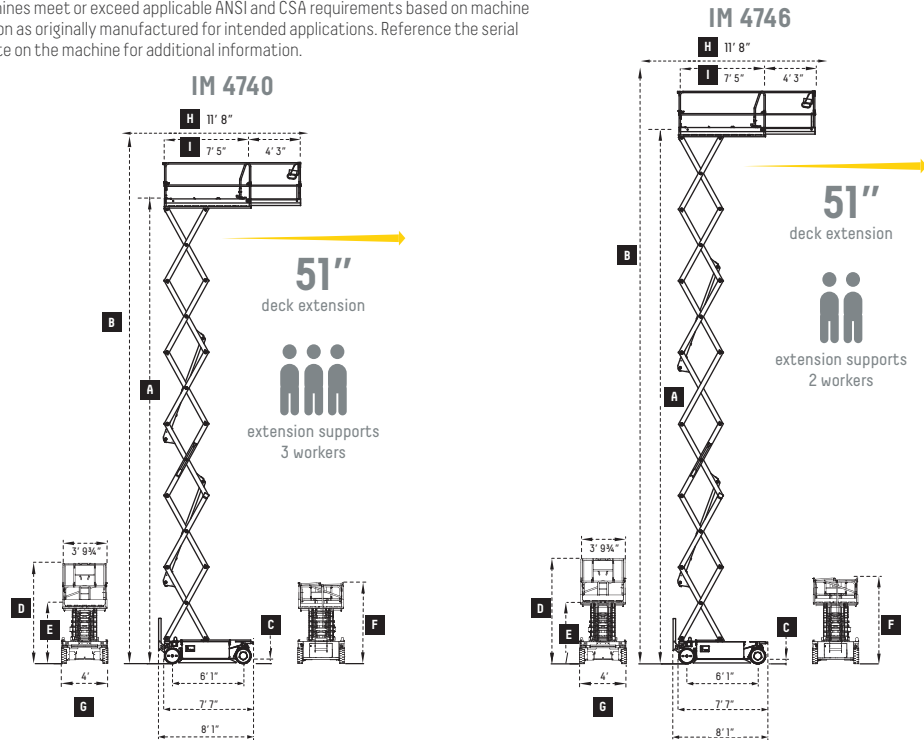 nes meet or exceed applicable ANSI and CSA requirements based on machine
on as originally manufactured for intended applications. Reference the serial
te on the machine for additional information.
IM 4740
H 11' 8"
I 7' 5" 4' 3"
B
A
51"
deck extension
extension supports
3 workers
3' 9¾"
D
E
C
F
4'
G
6' 1"
7' 7"
8' 1"
IM 4746
H 11' 8"
I 7' 5" 4' 3"
B
A
51"
deck extension
extension supports
2 workers
3' 9¾"
D
E
C
F
4'
G
6' 1"
7' 7"
8' 1"